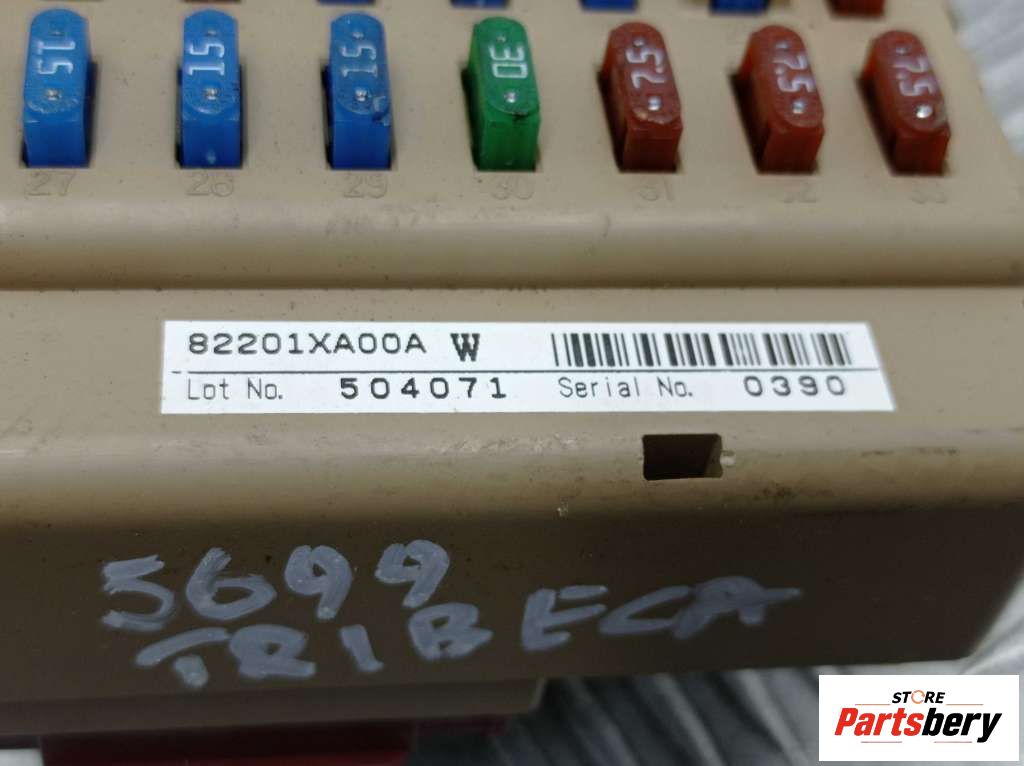 15 15 15 30 7.5 7.5 7.5
27 28 29 30 31 32 33
82201XA00A W
Lot No. 504071 Serial No. 0390
5699
TRIBECA
STORE
Partsbery